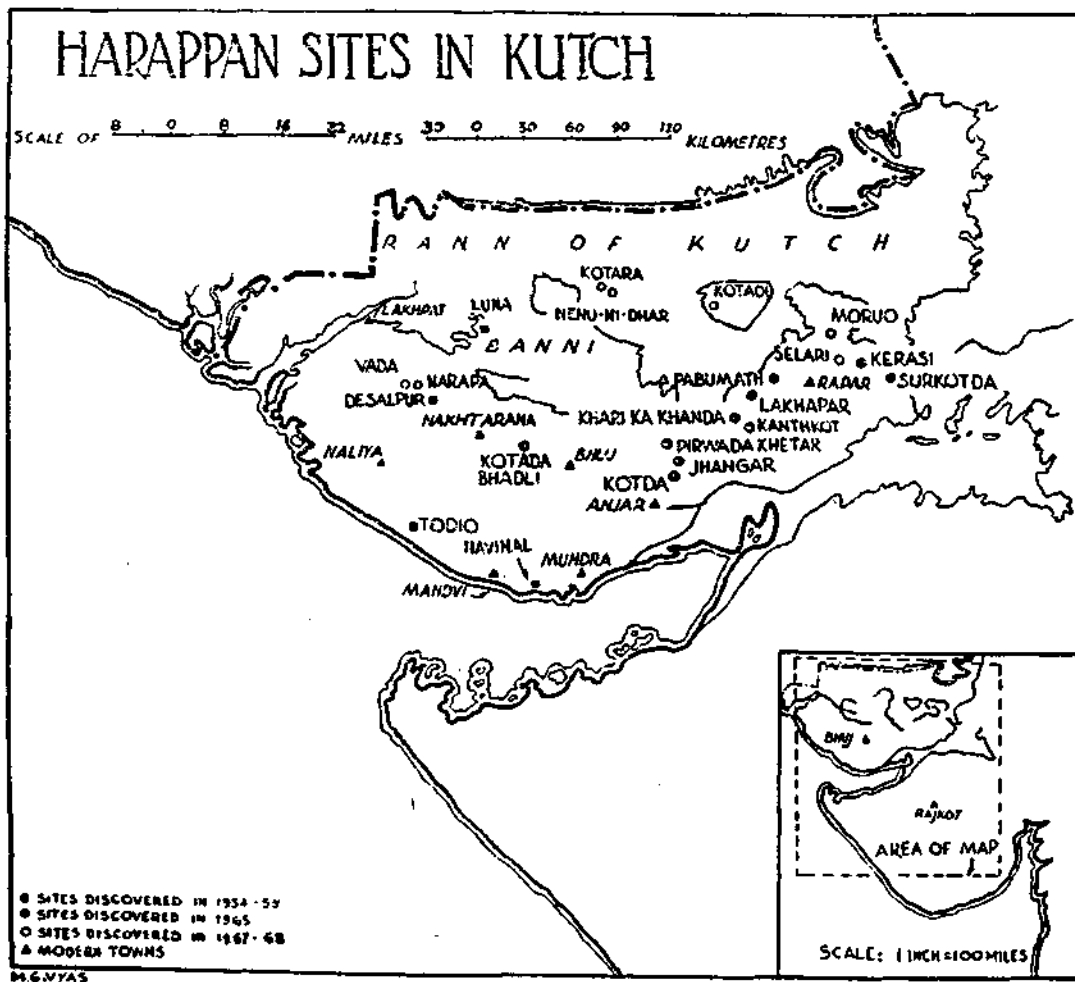 HARAPPAN SITES IN KUTCH
SCALE OF 8 0 8 16 32 MILES 30 0 30 60 90 120 KILOMETRES
RANN OF KUTCH
KOTARA
NENU-NI-DHAR
KOTADI
LAKHPAT
LUNA
BANNI
MORUO
SELARI
KERASI
VADA
NARAPA
DESALPUR
PABUMATH
RAPAR
SURKOTDA
LAKHAPAR
NAKHTARANA
KHARI KA KHANDA
KANTHKOT
NALIYA
KOTADA
BHADLI
BHUJ
PIRWADA KHETAR
JHANGAR
KOTDA
ANJAR
TODIO
NAVINAL
MUNDRA
MANDVI
BHUJ
RAJKOT
AREA OF MAP
SCALE: 1 INCH=100 MILES
SITES DISCOVERED IN 1954-55
SITES DISCOVERED IN 1965
SITES DISCOVERED IN 1967-68
MODERN TOWNS
M.G.VYAS